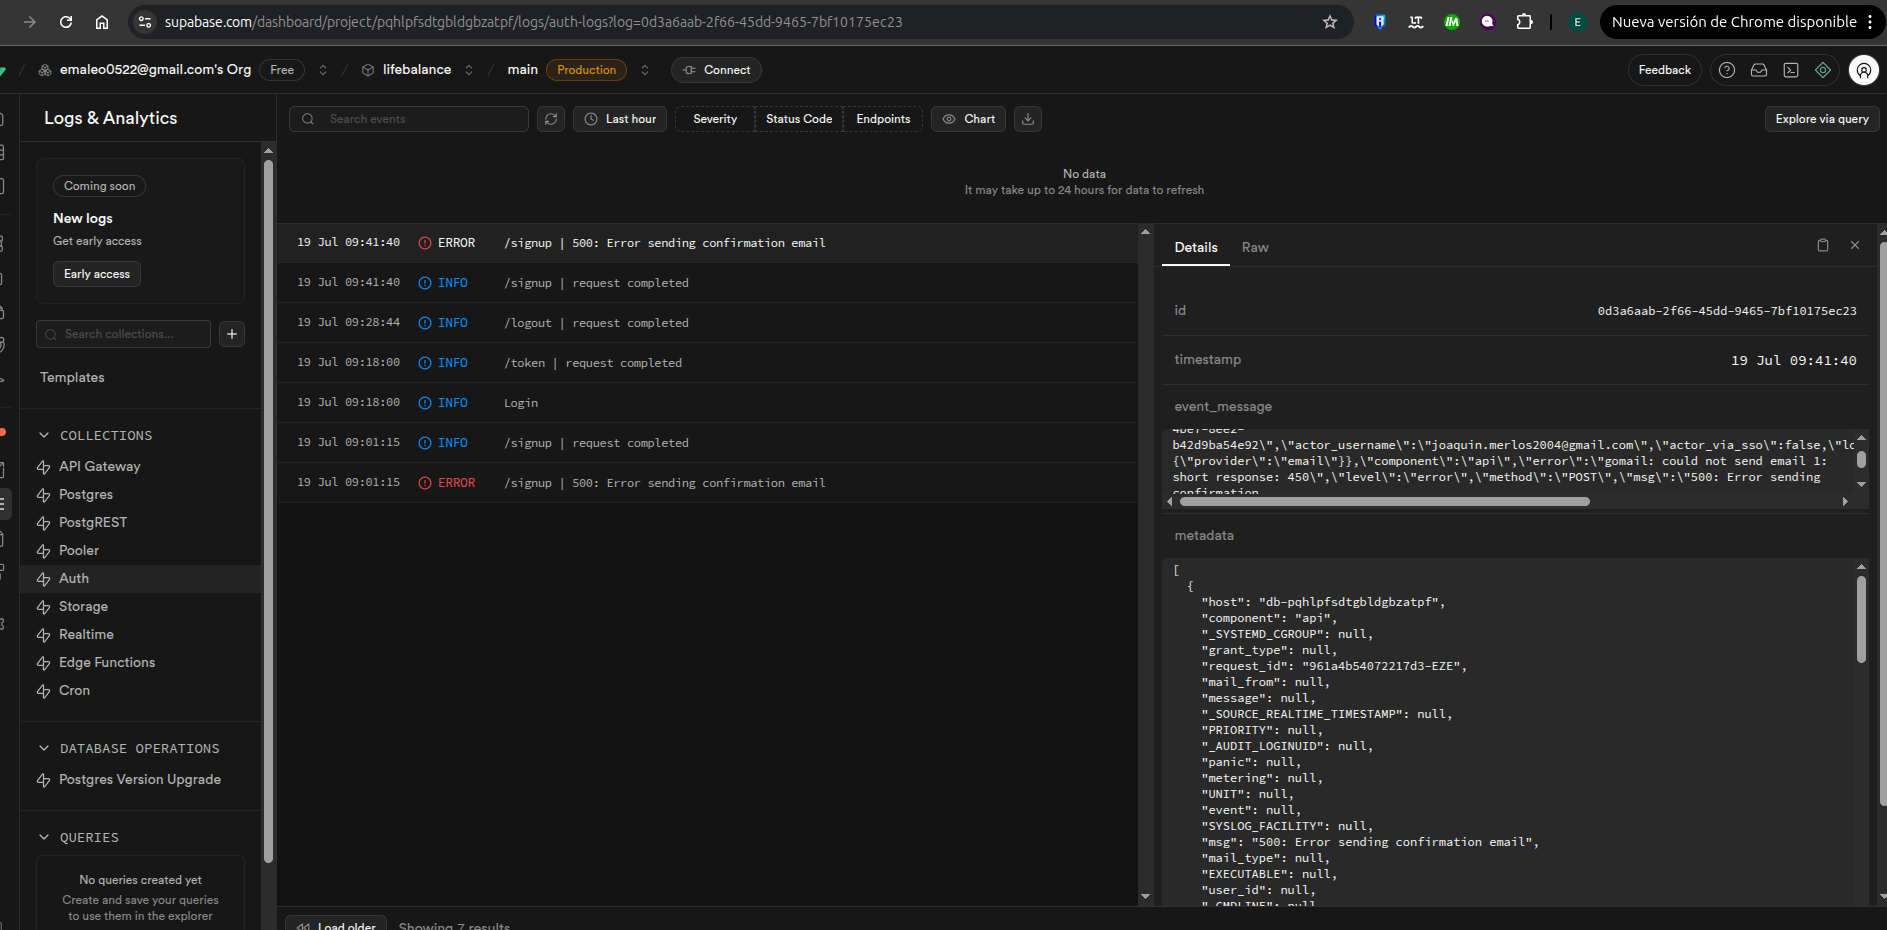 supabase.com/dashboard/project/pqhlpfsdtgbldgbzatpf/logs/auth-logs?log=0d3a6aab-2f66-45dd-9465-7bf10175ec23
E
Nueva versión de Chrome disponible
emaleo0522@gmail.com's Org Free / lifebalance / main Production Connect
Feedback
Logs & Analytics
Search events
Last hour
Severity
Status Code
Endpoints
Chart
Explore via query
Coming soon
New logs
Get early access
Early access
Search collections...
Templates
COLLECTIONS
API Gateway
Postgres
PostgREST
Pooler
Auth
Storage
Realtime
Edge Functions
Cron
DATABASE OPERATIONS
Postgres Version Upgrade
QUERIES
No queries created yet
Create and save your queries
to use them in the explorer
No data
It may take up to 24 hours for data to refresh
19 Jul 09:41:40 ERROR /signup | 500: Error sending confirmation email
19 Jul 09:41:40 INFO /signup | request completed
19 Jul 09:28:44 INFO /logout | request completed
19 Jul 09:18:00 INFO /token | request completed
19 Jul 09:18:00 INFO Login
19 Jul 09:01:15 INFO /signup | request completed
19 Jul 09:01:15 ERROR /signup | 500: Error sending confirmation email
Load older
Showing 7 results
Details
Raw
id
0d3a6aab-2f66-45dd-9465-7bf10175ec23
timestamp
19 Jul 09:41:40
event_message
b42d9ba54e92\",\"actor_username\":\"joaquin.merlos2004@gmail.com\",\"actor_via_sso\":false,\"lo
{\"provider\":\"email\"}},\"component\":\"api\",\"error\":\"gomail: could not send email 1:
short response: 450\",\"level\":\"error\",\"method\":\"POST\",\"msg\":\"500: Error sending
confirmation
metadata
[
{
"host": "db-pqhlpfsdtgbldgbzatpf",
"component": "api",
"_SYSTEMD_CGROUP": null,
"grant_type": null,
"request_id": "961a4b54072217d3-EZE",
"mail_from": null,
"message": null,
"_SOURCE_REALTIME_TIMESTAMP": null,
"PRIORITY": null,
"_AUDIT_LOGINUID": null,
"panic": null,
"metering": null,
"UNIT": null,
"event": null,
"SYSLOG_FACILITY": null,
"msg": "500: Error sending confirmation email",
"mail_type": null,
"EXECUTABLE": null,
"user_id": null,
"_CMDLINE": null,